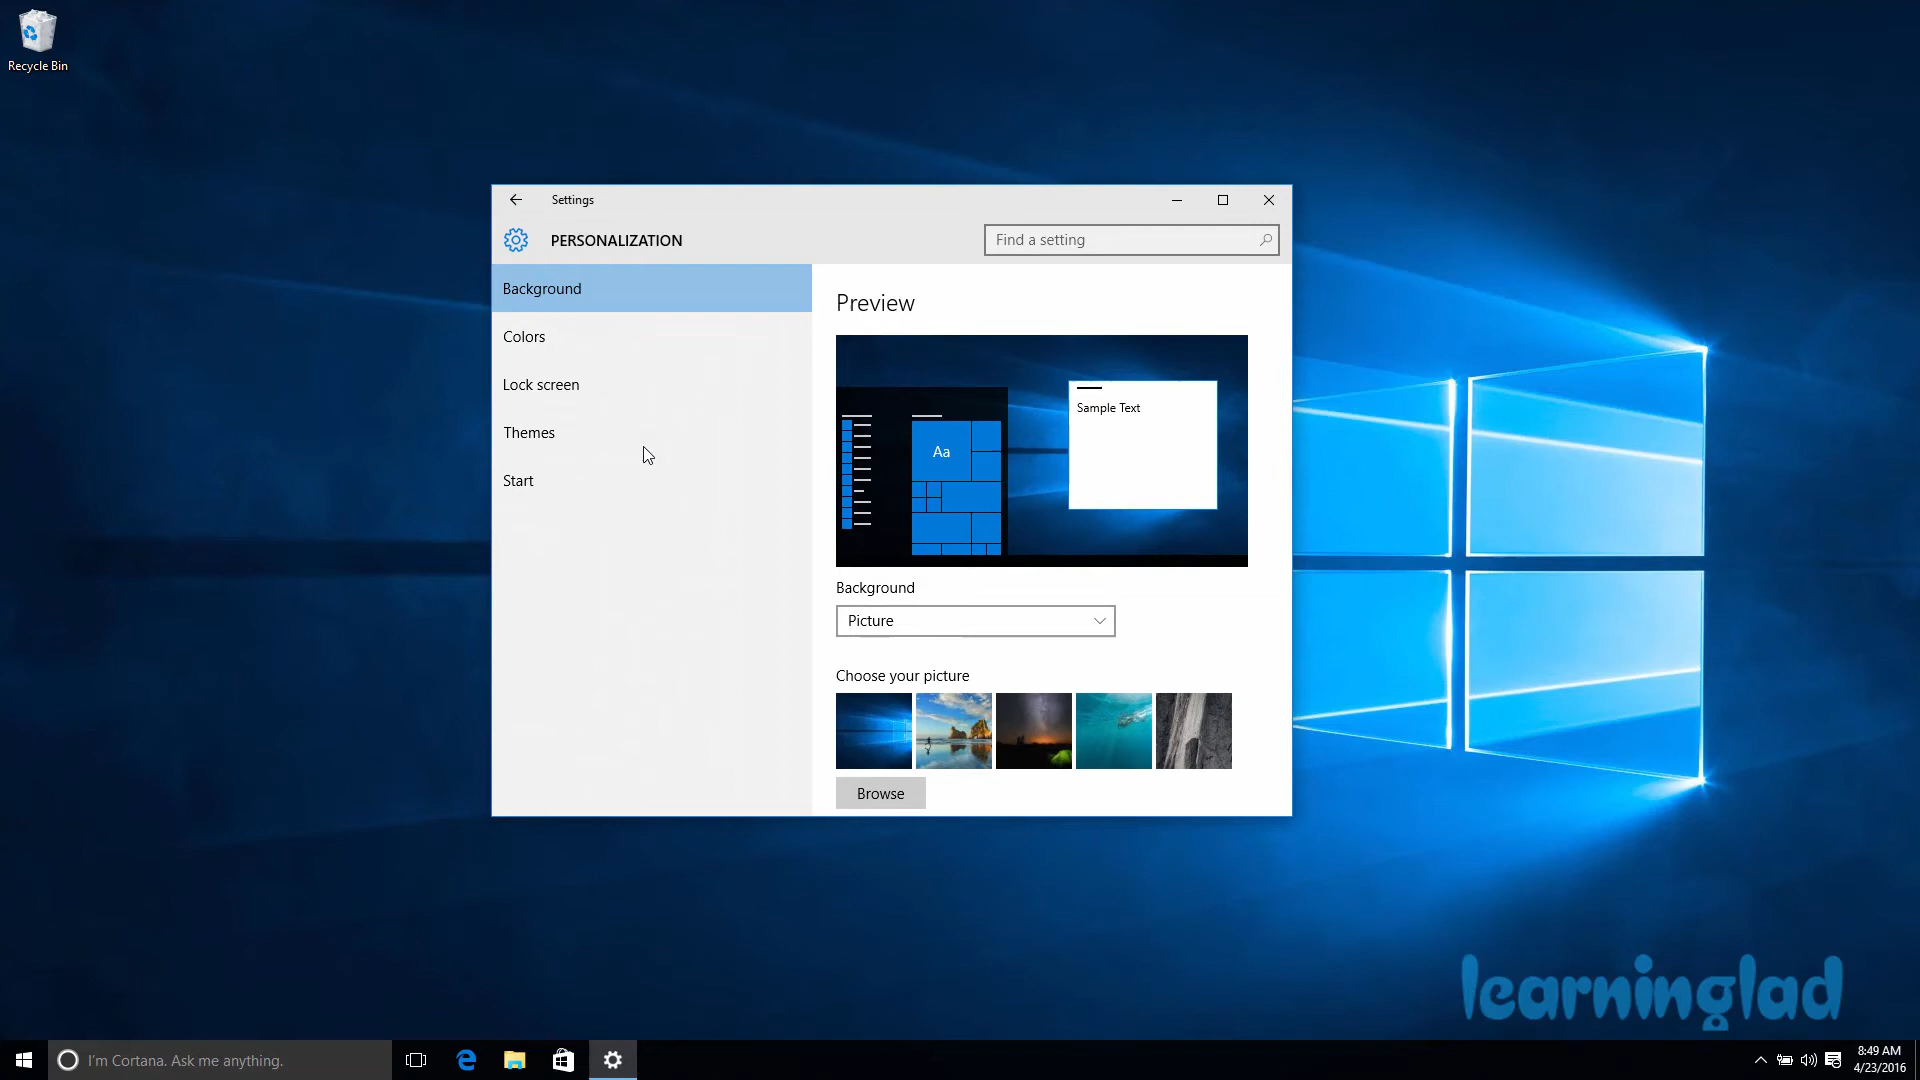 Recycle Bin
Settings
PERSONALIZATION
Find a setting
Background
Colors
Lock screen
Themes
Start
Preview
Sample Text
Aa
Background
Picture
Choose your picture
Browse
learninglad
I'm Cortana. Ask me anything.
8:49 AM
4/23/2016